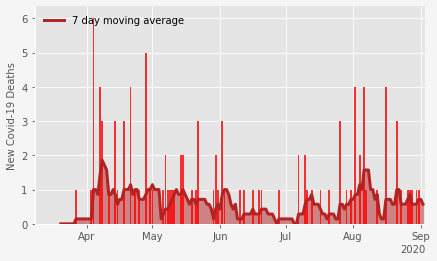 7 day moving average
New Covid-19 Deaths
6
5
4
3
2
1
0
Apr
May
Jun
Jul
Aug
Sep
2020